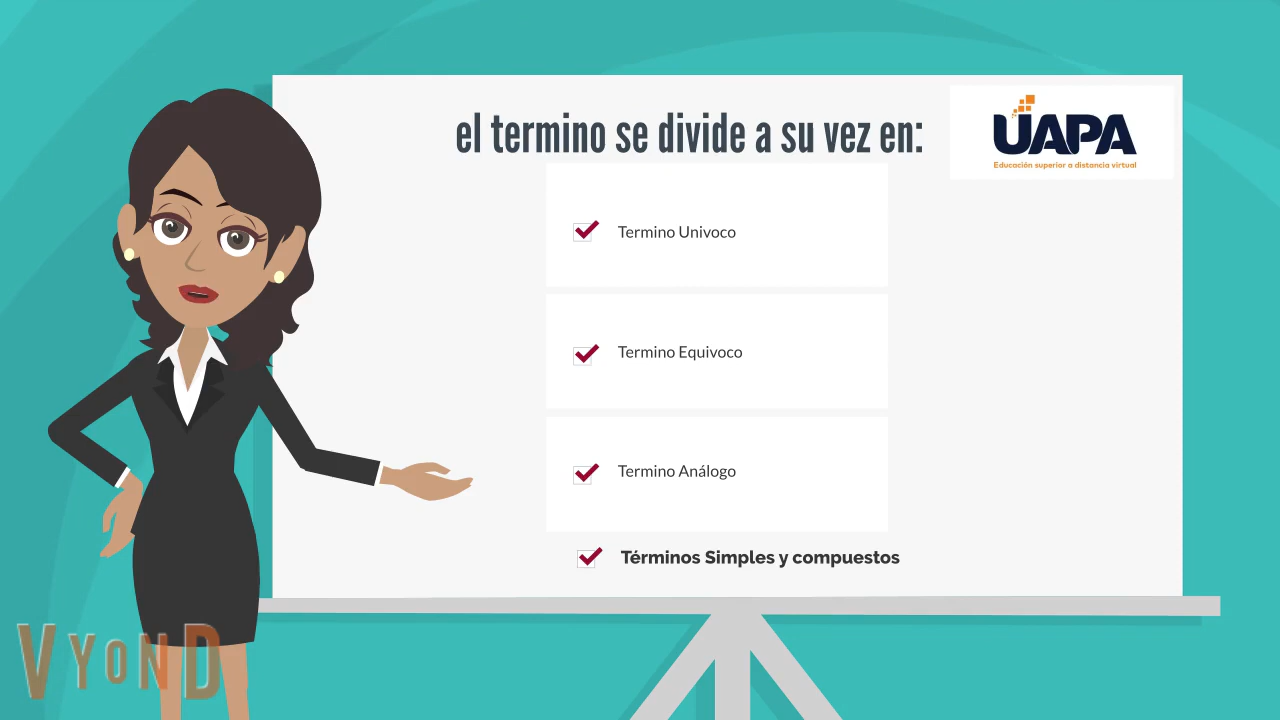 el termino se divide a su vez en:
UAPA
Educación superior a distancia virtual
Termino Univoco
Termino Equivoco
Termino Análogo
Términos Simples y compuestos
VYOND